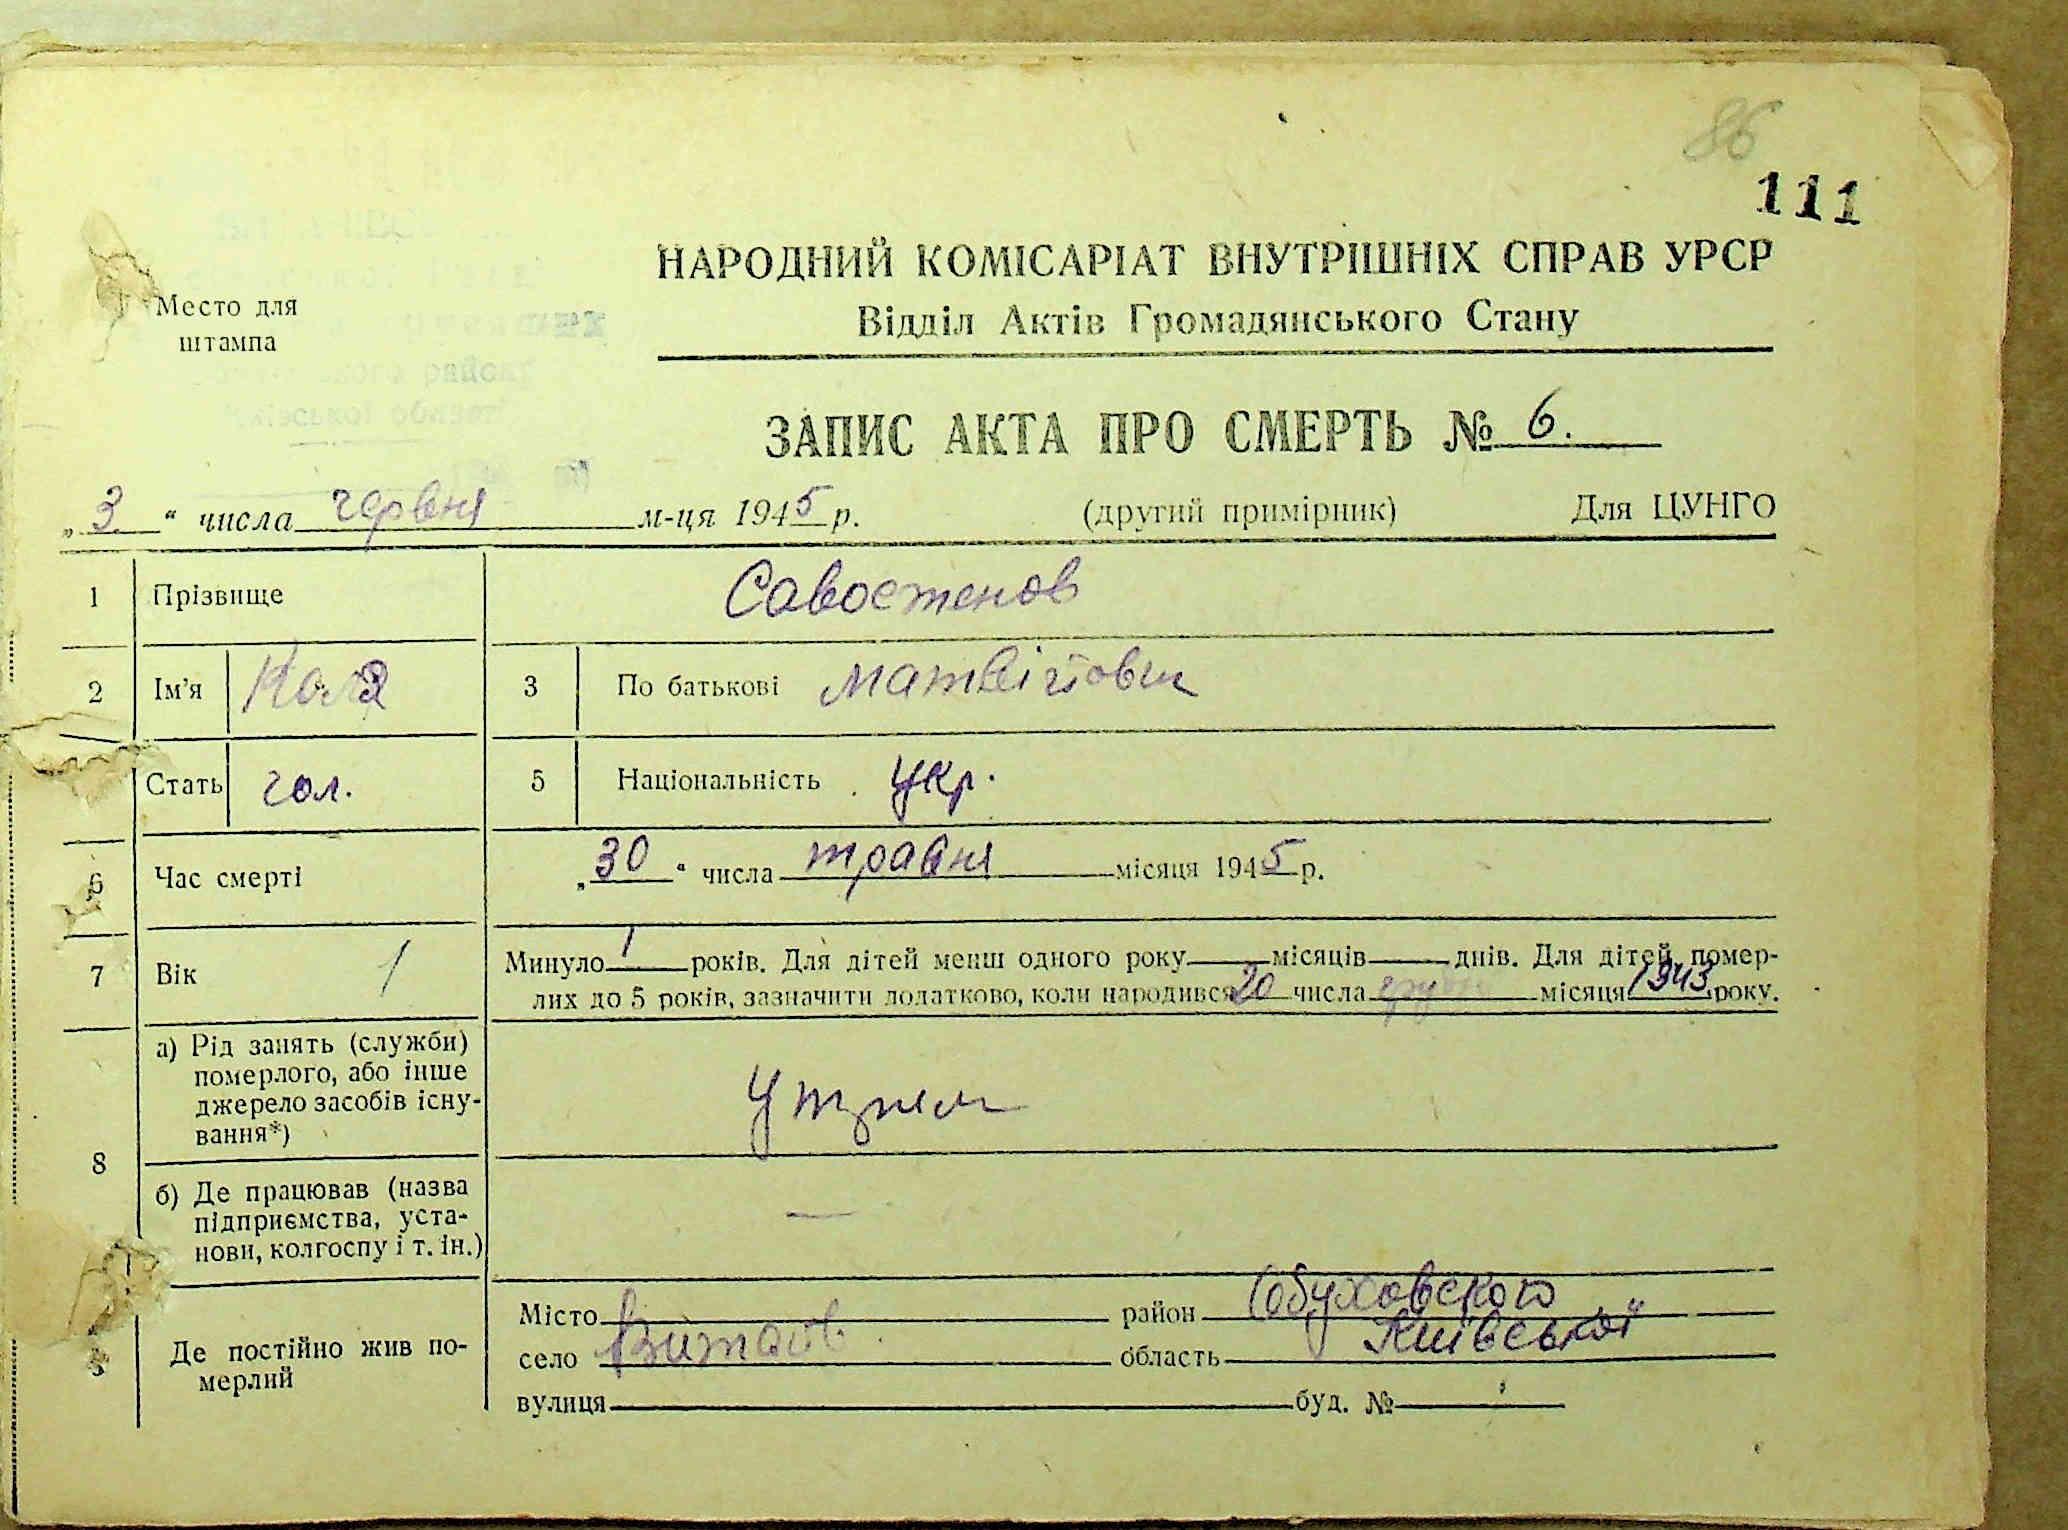 86
111
НАРОДНИЙ КОМІСАРІАТ ВНУТРІШНІХ СПРАВ УРСР
Відділ Актів Громадянського Стану
Место для
штампа
ЗАПИС АКТА ПРО СМЕРТЬ № 6.
„3“ числа червня м-ця 1945 р. (другий примірник) Для ЦУНГО
1 Прізвище Савостенов
2 Ім'я Коля 3 По батькові Матвійович
Стать чол. 5 Національність укр.
6 Час смерті „30“ числа травня місяця 1945 р.
7 Вік 1 Минуло 1 років. Для дітей менш одного року місяців днів. Для дітей, помер-
лих до 5 років, зазначити додатково, коли народився 20 числа грудня місяця 1943 року.
8 а) Рід занять (служби)
померлого, або інше
джерело засобів існу-
вання*)
б) Де працював (назва
підприємства, уста-
нови, колгоспу і т. ін.) —
Де постійно жив по-
мерлий
Місто район Обуховского
село область Київської
вулиця буд. №